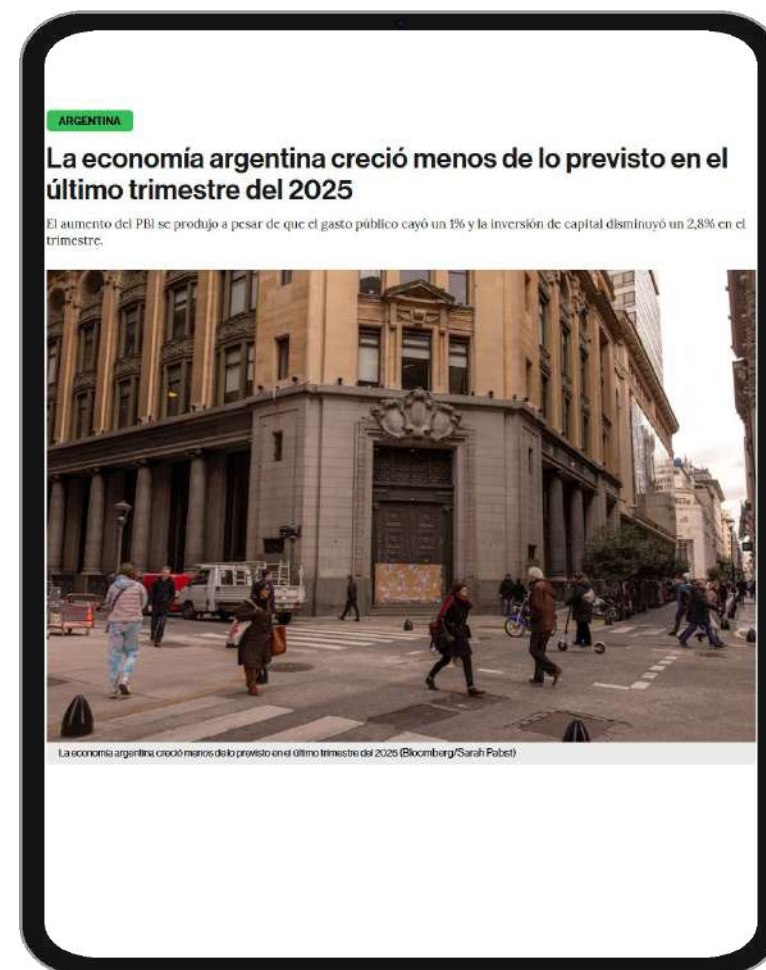 ARGENTINA
La economía argentina creció menos de lo previsto en el
último trimestre del 2025
El aumento del PBI se produjo a pesar de que el gasto público cayó un 1% y la inversión de capital disminuyó un 2,8% en el
trimestre.
La economía argentina creció menos de lo previsto en el último trimestre del 2025 (Bloomberg/Sarah Pabst)